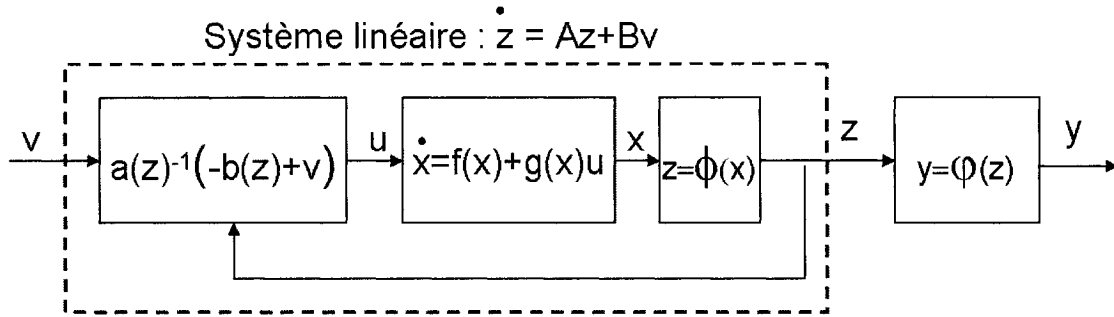 Système linéaire : ż = Az+Bv
v
a(z)⁻¹(-b(z)+v)
u
ẋ=f(x)+g(x)u
x
z=ϕ(x)
z
y=φ(z)
y